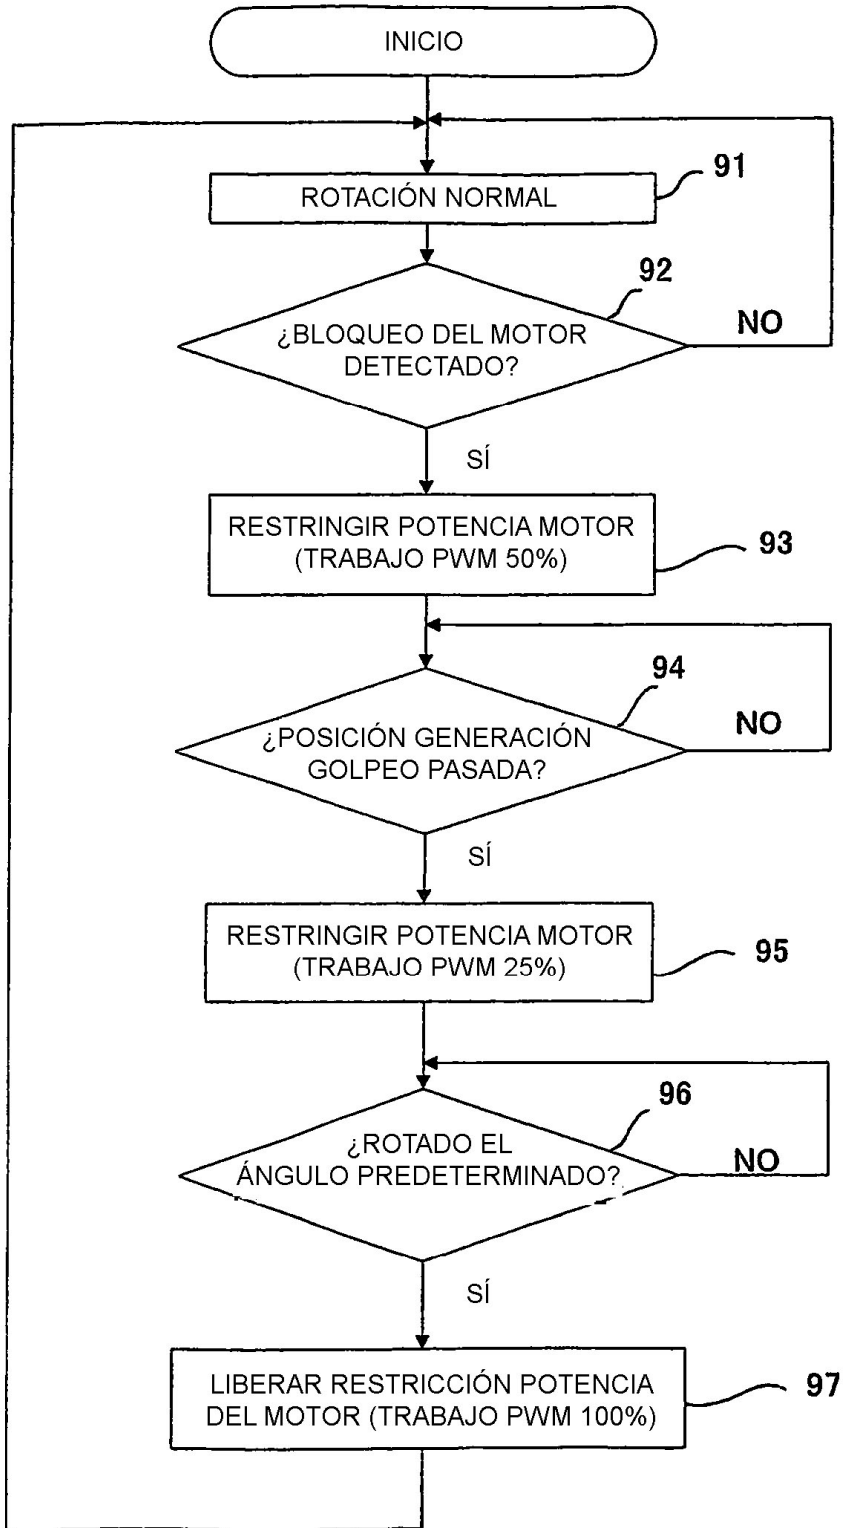 INICIO
91
ROTACIÓN NORMAL
92
NO
¿BLOQUEO DEL MOTOR
DETECTADO?
SÍ
RESTRINGIR POTENCIA MOTOR
(TRABAJO PWM 50%)
93
94
NO
¿POSICIÓN GENERACIÓN
GOLPEO PASADA?
SÍ
RESTRINGIR POTENCIA MOTOR
(TRABAJO PWM 25%)
95
96
¿ROTADO EL
ÁNGULO PREDETERMINADO?
NO
SÍ
LIBERAR RESTRICCIÓN POTENCIA
DEL MOTOR (TRABAJO PWM 100%)
97